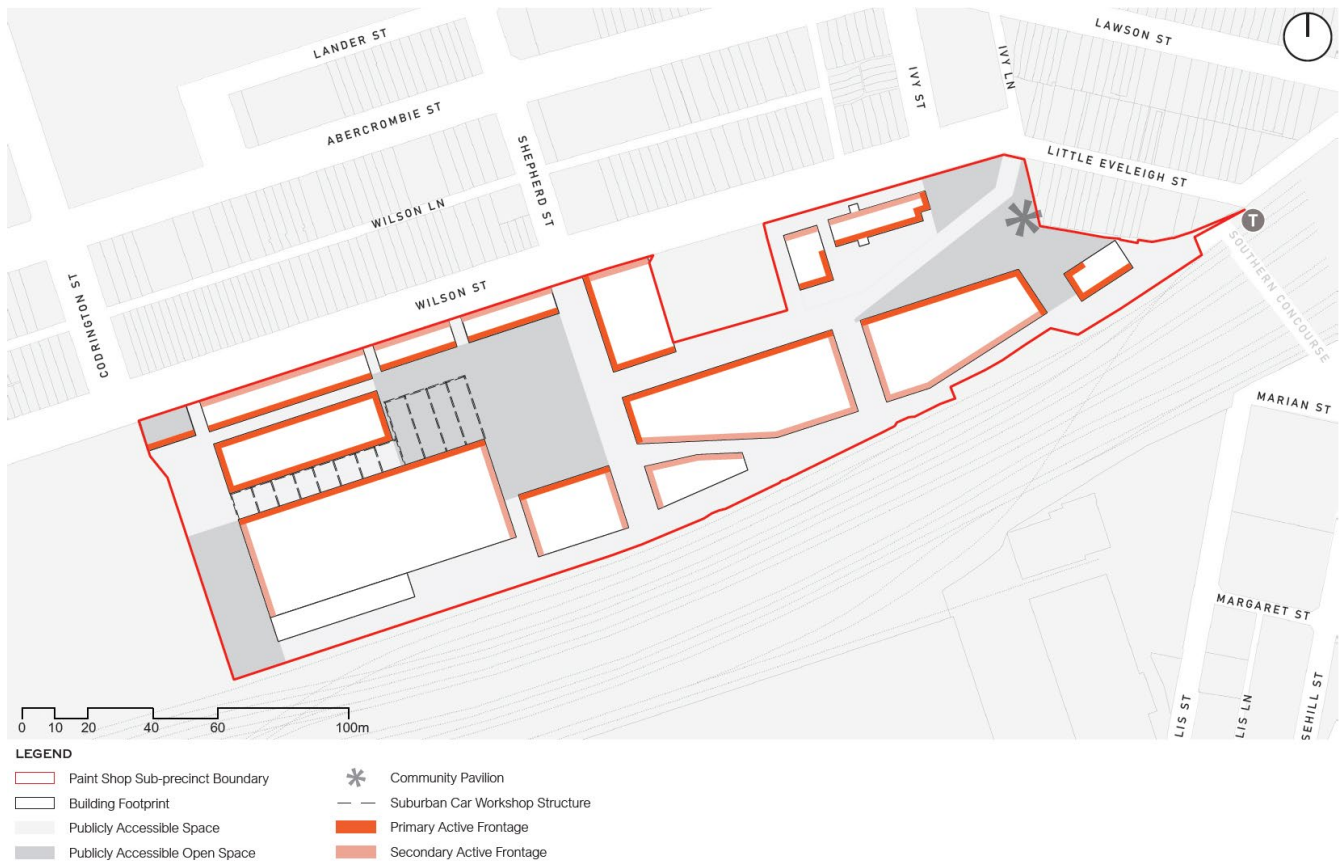 LANDER ST
LAWSON ST
IVY LN
IVY ST
ABERCROMBIE ST
SHEPHERD ST
LITTLE EVELEIGH ST
WILSON LN
T
SOUTHERN CONCOURSE
CODRINGTON ST
WILSON ST
MARIAN ST
MARGARET ST
LIS ST
LIS LN
SEHILL ST
0 10 20 40 60 100m
LEGEND
Paint Shop Sub-precinct Boundary
Building Footprint
Publicly Accessible Space
Publicly Accessible Open Space
Community Pavilion
Suburban Car Workshop Structure
Primary Active Frontage
Secondary Active Frontage